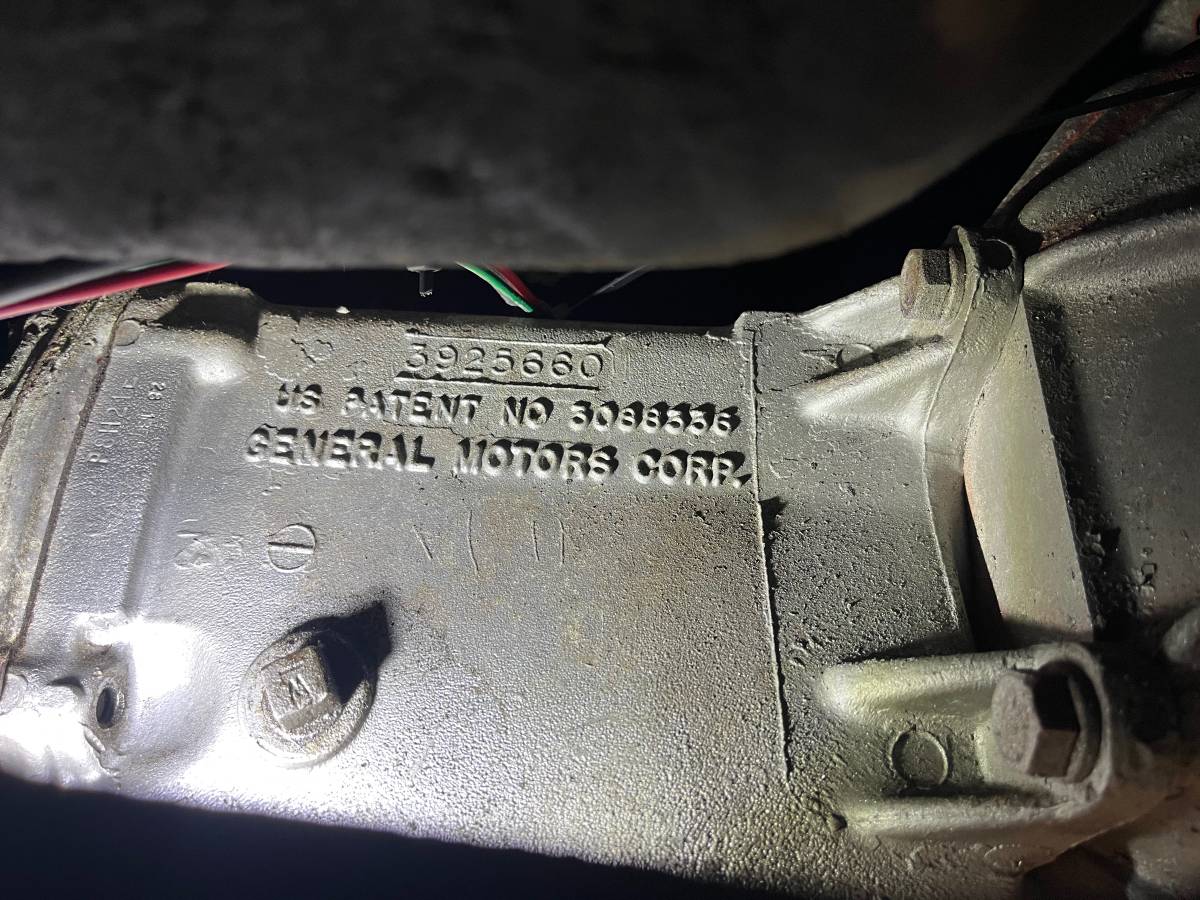 3925660
US PATENT NO 3088336
GENERAL MOTORS CORP.